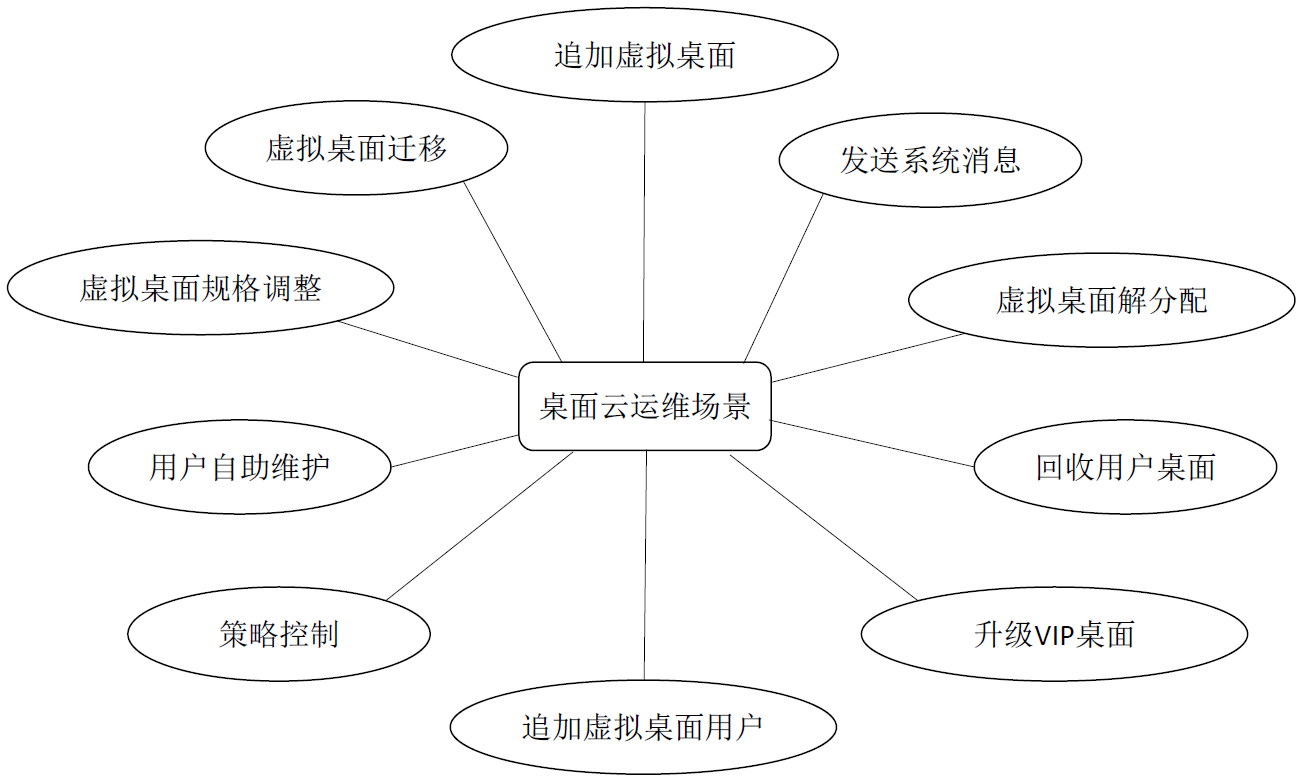 追加虚拟桌面
虚拟桌面迁移
发送系统消息
虚拟桌面规格调整
虚拟桌面解分配
桌面云运维场景
用户自助维护
回收用户桌面
策略控制
升级VIP桌面
追加虚拟桌面用户